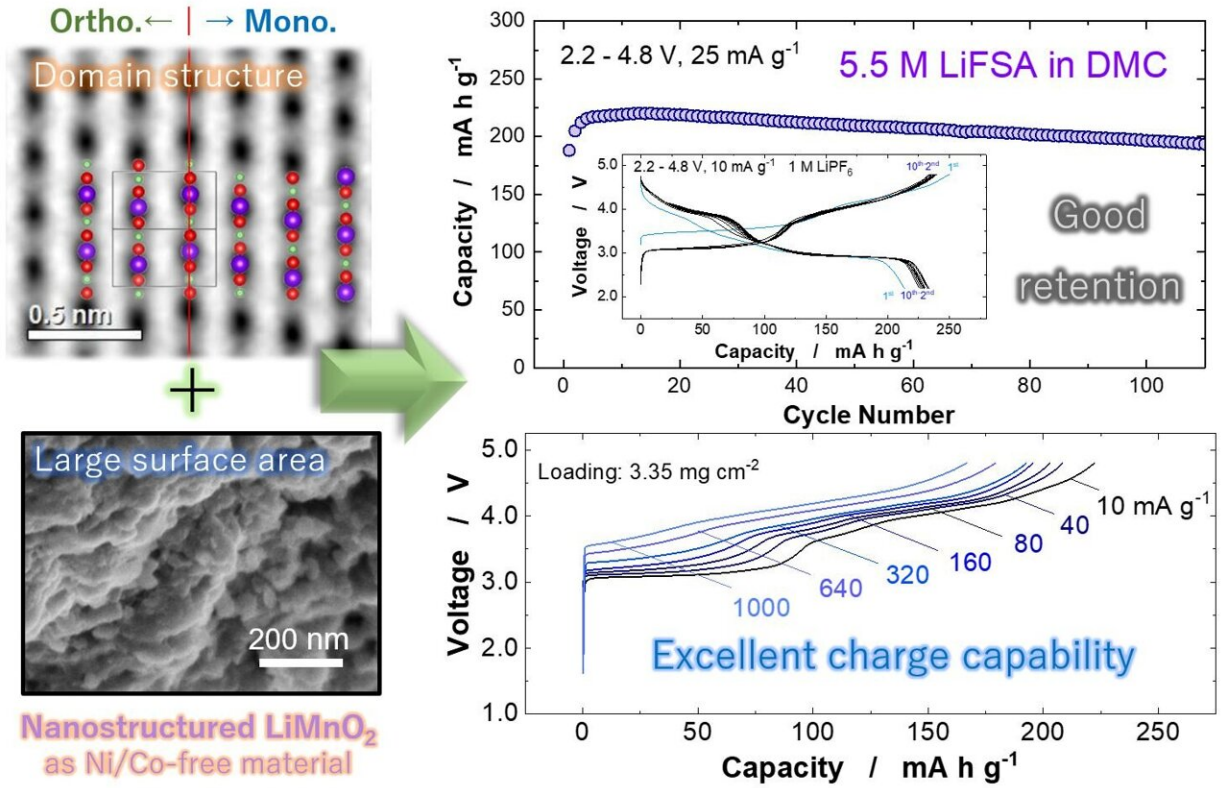 Ortho.← | → Mono.
Domain structure
0.5 nm
+
Large surface area
200 nm
Nanostructured LiMnO₂
as Ni/Co-free material
2.2 - 4.8 V, 25 mA g⁻¹
5.5 M LiFSA in DMC
Good
retention
Capacity / mA h g⁻¹
300
250
200
150
100
50
0
0 20 40 60 80 100
Cycle Number
2.2 - 4.8 V, 10 mA g⁻¹ 1 M LiPF₆
10ᵗʰ-2ⁿᵈ
1ˢᵗ
Voltage / V
5.0
4.0
3.0
2.0
1ˢᵗ
10ᵗʰ-2ⁿᵈ
0 50 100 150 200 250
Capacity / mA h g⁻¹
Loading: 3.35 mg cm⁻²
Voltage / V
5.0
4.0
3.0
2.0
1.0
10 mA g⁻¹
40
80
160
320
640
1000
Excellent charge capability
0 50 100 150 200 250
Capacity / mA h g⁻¹